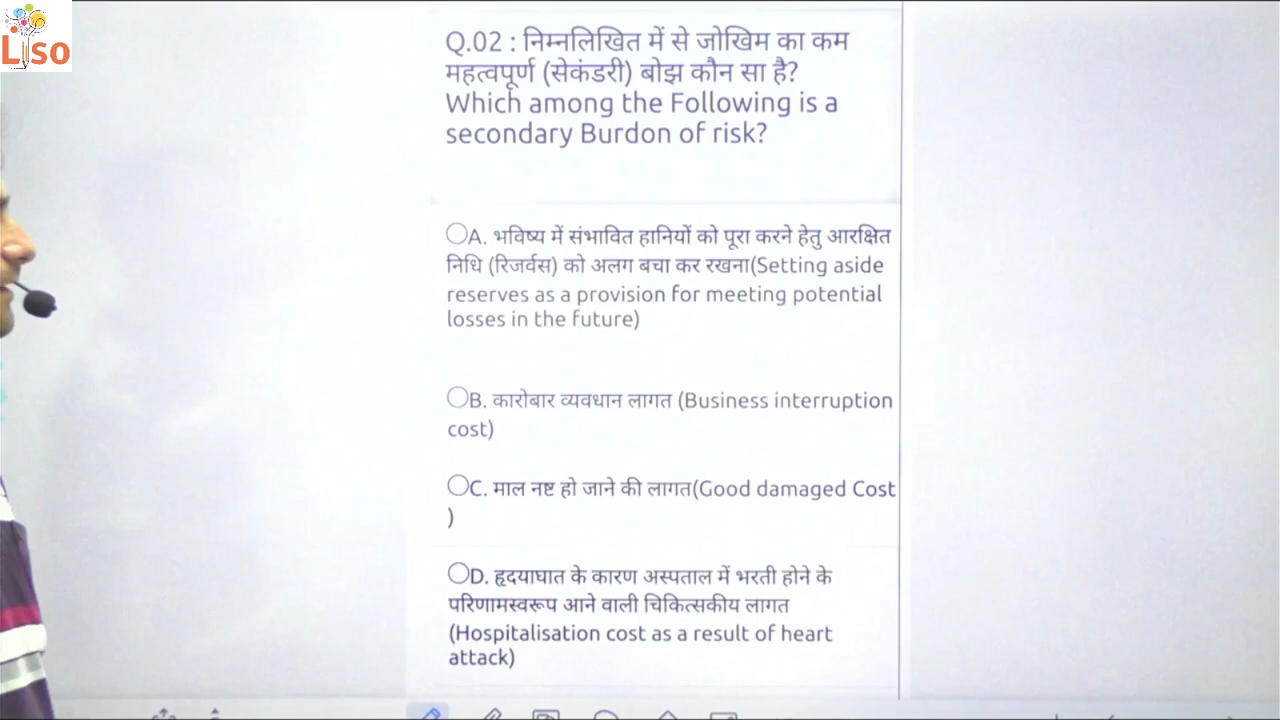 Liso
Q.02 : निम्नलिखित में से जोखिम का कम
महत्वपूर्ण (सेकंडरी) बोझ कौन सा है?
Which among the Following is a
secondary Burdon of risk?
A. भविष्य में संभावित हानियों को पूरा करने हेतु आरक्षित
निधि (रिजर्वस) को अलग बचा कर रखना(Setting aside
reserves as a provision for meeting potential
losses in the future)
B. कारोबार व्यवधान लागत (Business interruption
cost)
C. माल नष्ट हो जाने की लागत(Good damaged Cost
)
D. हृदयाघात के कारण अस्पताल में भरती होने के
परिणामस्वरूप आने वाली चिकित्सकीय लागत
(Hospitalisation cost as a result of heart
attack)